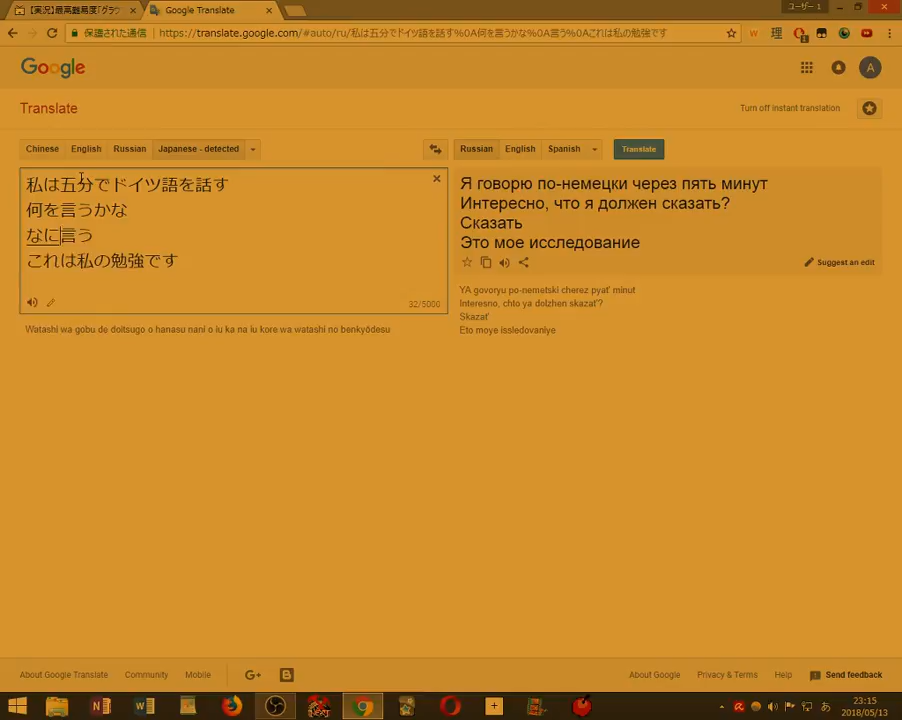 【実況】最高難易度「グラウ
Google Translate
ユーザー 1
保護された通信
https://translate.google.com/#auto/ru/私は五分でドイツ語を話す%0A何を言うかな%0A言う%0Aこれは私の勉強です
Google
A
Translate
Turn off instant translation
Chinese English Russian Japanese - detected
Russian English Spanish Translate
私は五分でドイツ語を話す
何を言うかな
なに言う
これは私の勉強です
32/5000
Watashi wa gobu de doitsugo o hanasu nani o iu ka na iu kore wa watashi no benkyōdesu
Я говорю по-немецки через пять минут
Интересно, что я должен сказать?
Сказать
Это мое исследование
Suggest an edit
YA govoryu po-nemetski cherez pyat' minut
Interesno, chto ya dolzhen skazat'?
Skazat'
Eto moye issledovaniye
About Google Translate Community Mobile G+ B
About Google Privacy & Terms Help Send feedback
あ
23:15
2018/05/13